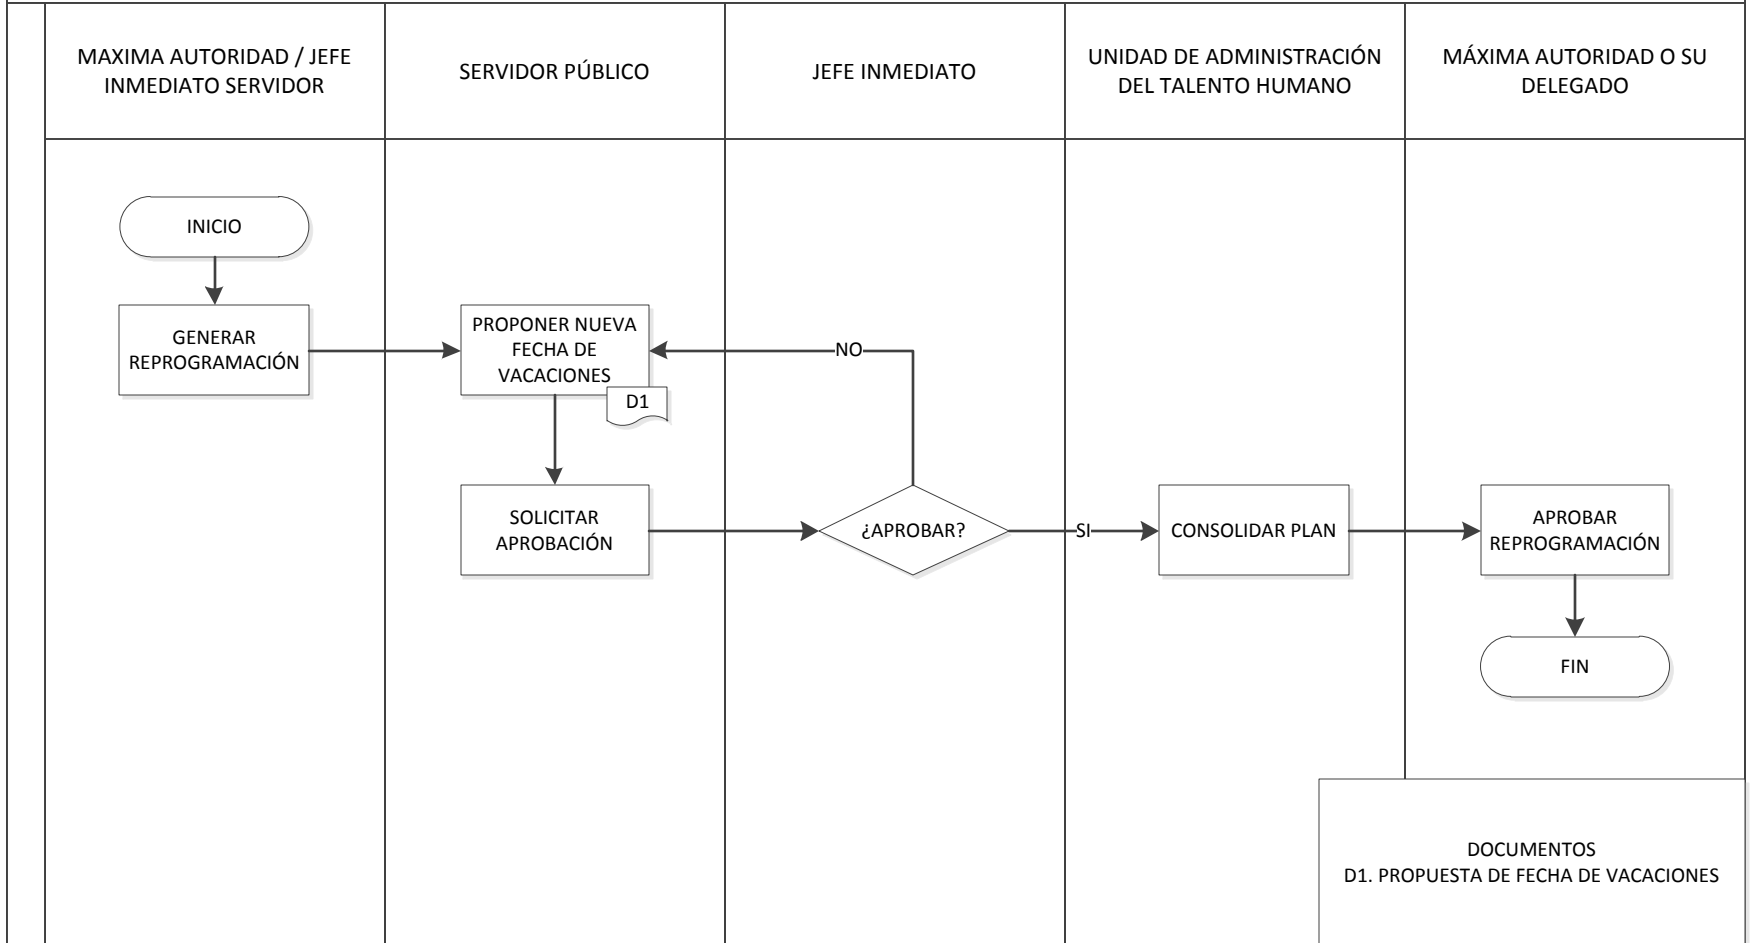 MAXIMA AUTORIDAD / JEFE
INMEDIATO SERVIDOR
SERVIDOR PÚBLICO
JEFE INMEDIATO
UNIDAD DE ADMINISTRACIÓN
DEL TALENTO HUMANO
MÁXIMA AUTORIDAD O SU
DELEGADO
INICIO
GENERAR
REPROGRAMACIÓN
PROPONER NUEVA
FECHA DE
VACACIONES
D1
NO
SOLICITAR
APROBACIÓN
¿APROBAR?
SI
CONSOLIDAR PLAN
APROBAR
REPROGRAMACIÓN
FIN
DOCUMENTOS
D1. PROPUESTA DE FECHA DE VACACIONES